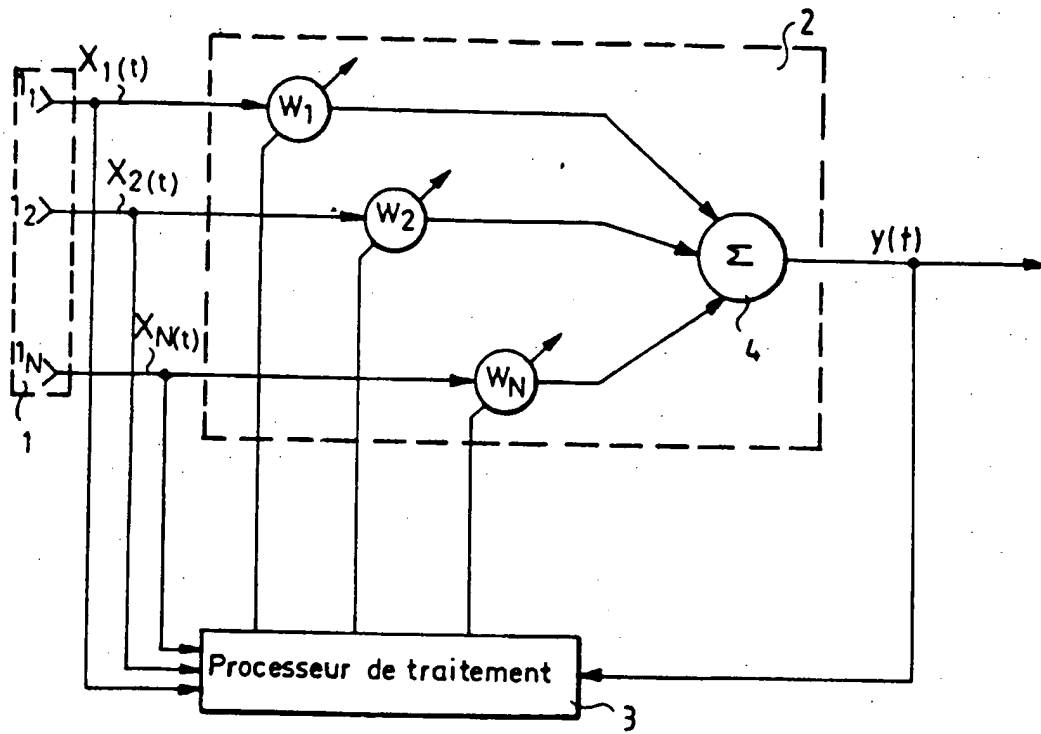 2
X1(t)
11
W1
X2(t)
12
W2
Σ
y(t)
4
XN(t)
1N
WN
1
Processeur de traitement
3